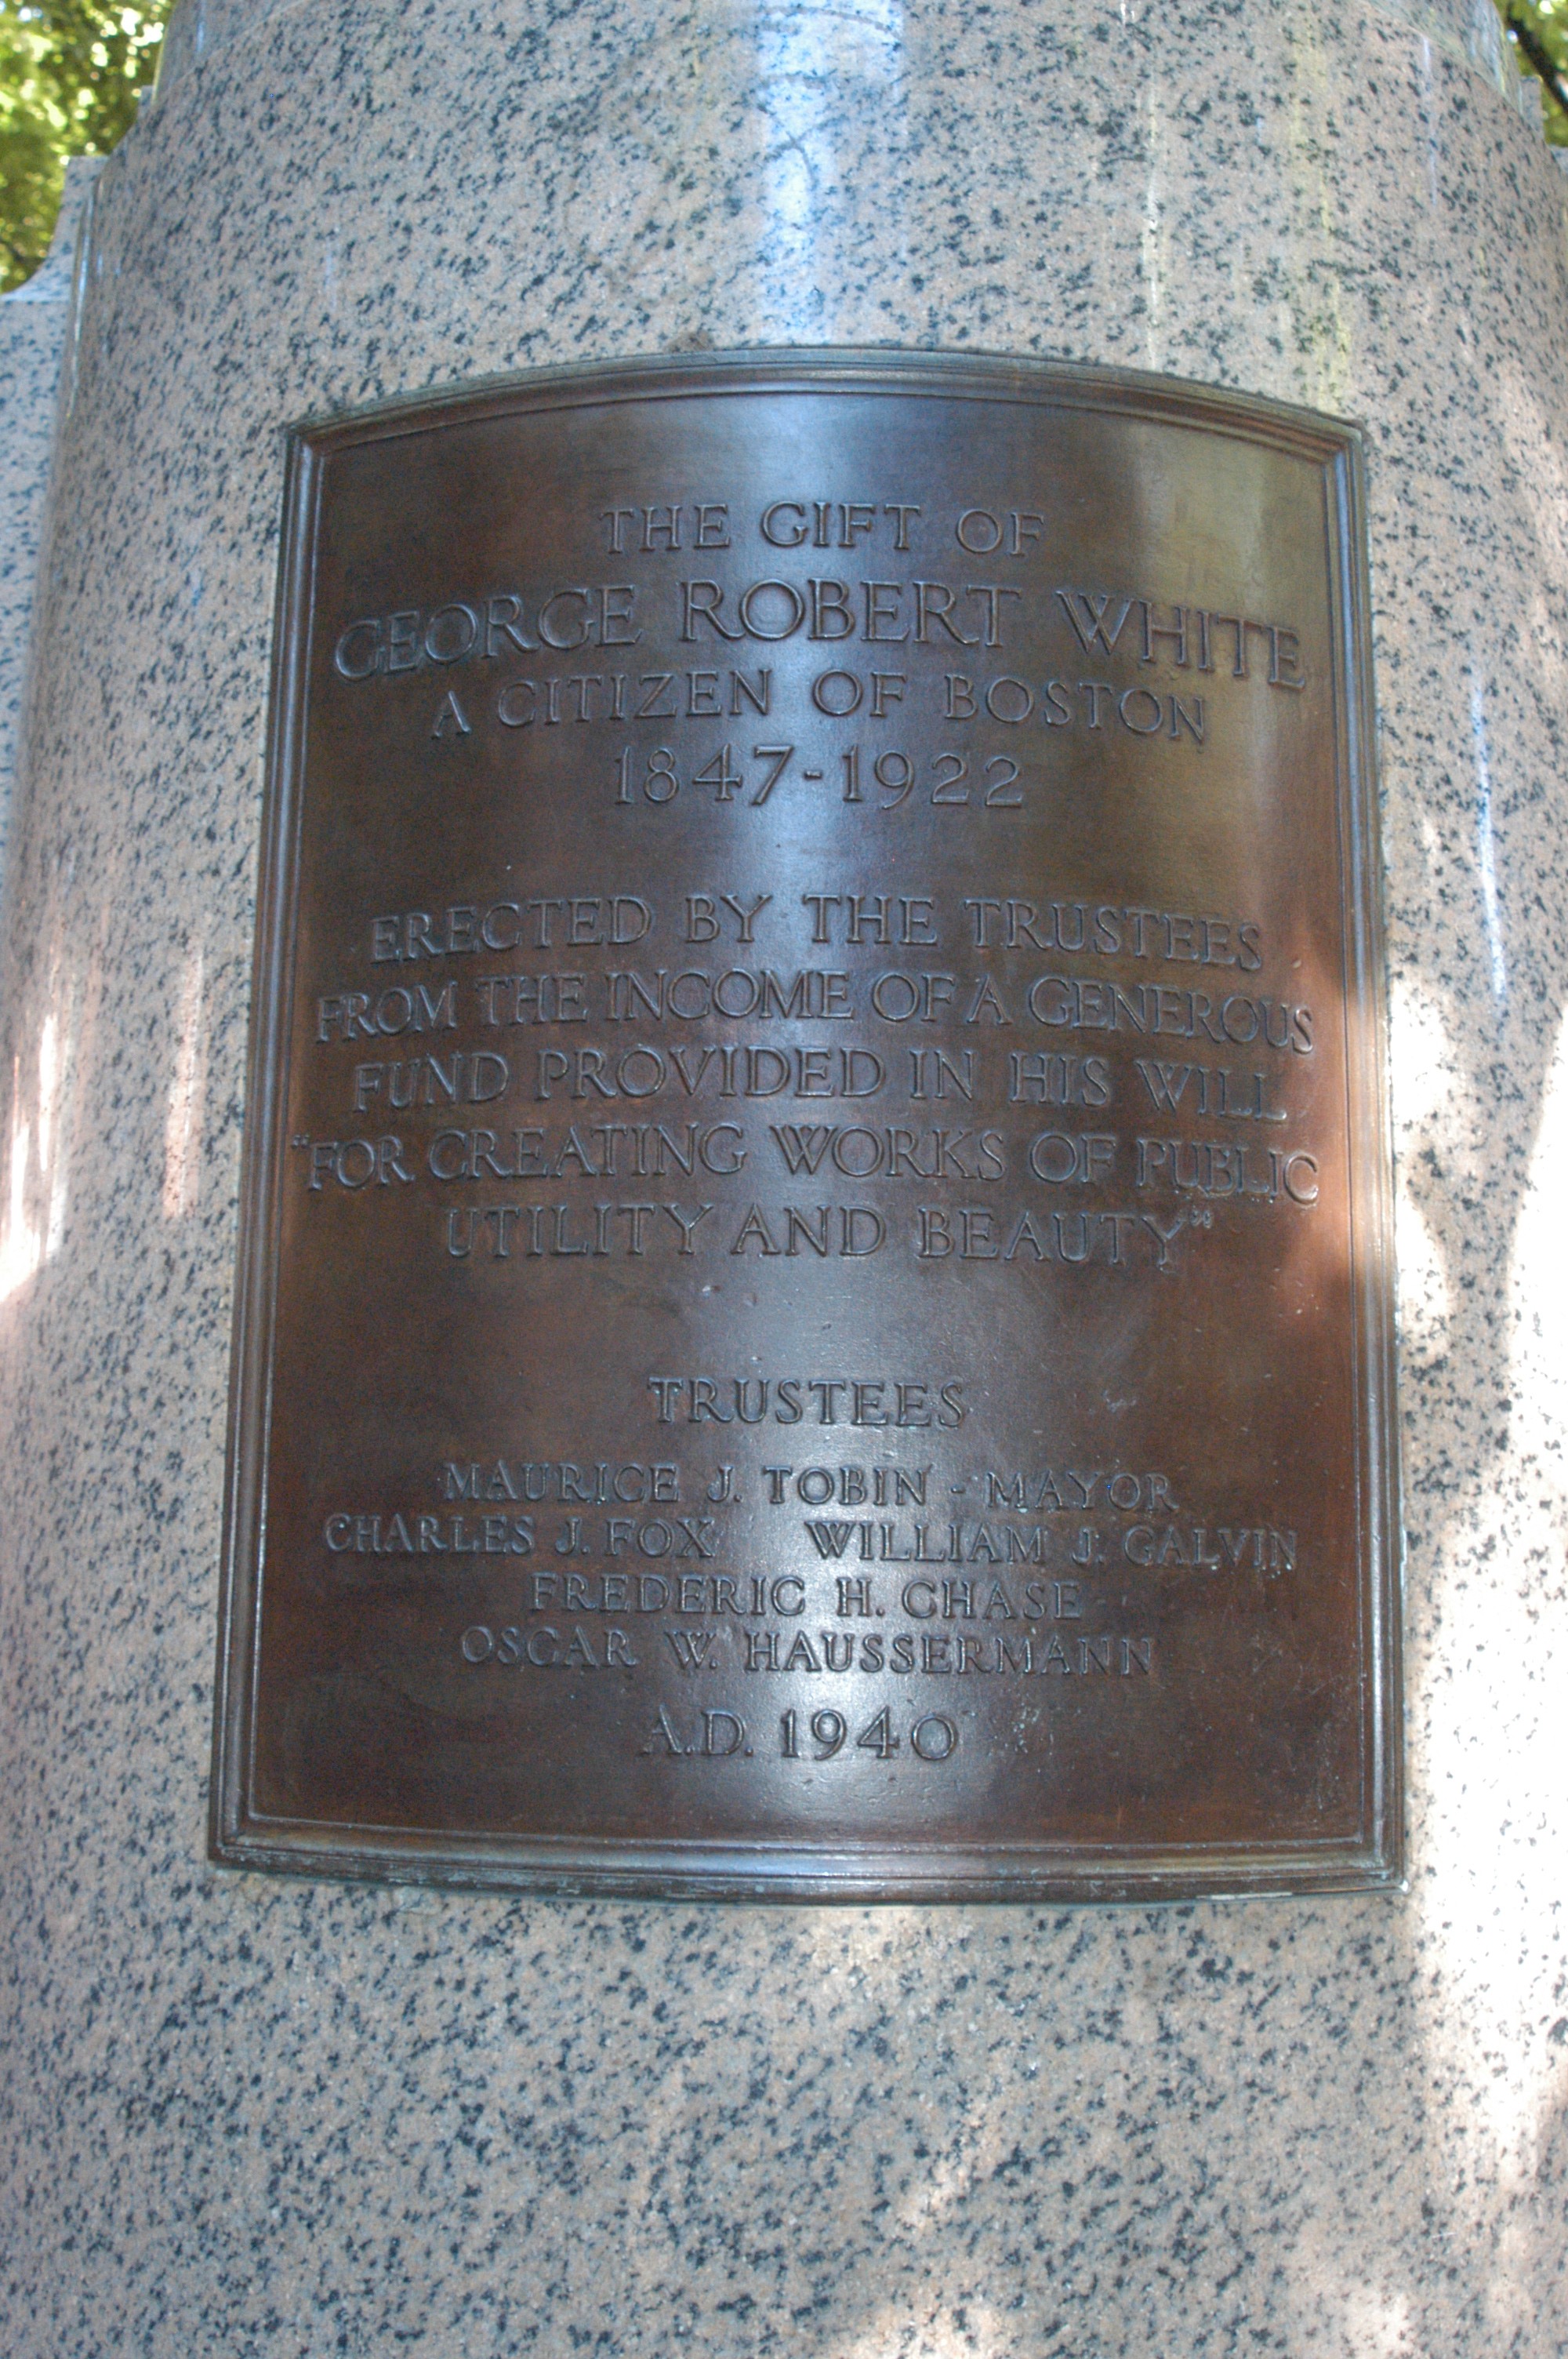 THE GIFT OF
GEORGE ROBERT WHITE
A CITIZEN OF BOSTON
1847-1922
ERECTED BY THE TRUSTEES
FROM THE INCOME OF A GENEROUS
FUND PROVIDED IN HIS WILL
"FOR CREATING WORKS OF PUBLIC
UTILITY AND BEAUTY"
TRUSTEES
MAURICE J. TOBIN - MAYOR
CHARLES J. FOX WILLIAM J. GALVIN
FREDERIC H. CHASE
OSCAR W. HAUSSERMANN
A.D. 1940